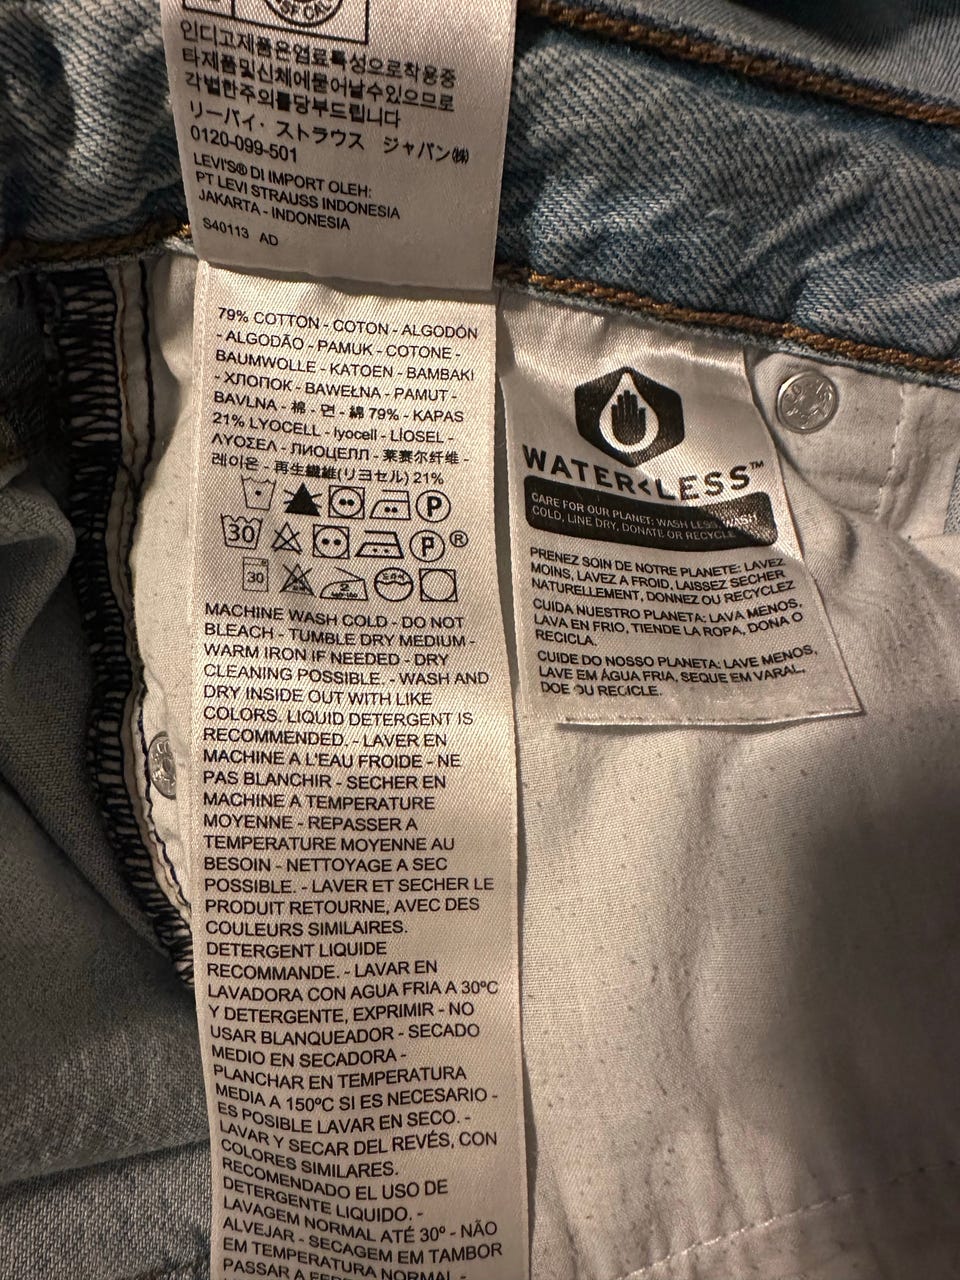 인디고제품은염료특성으로착용중
타제품및신체에묻어날수있으므로
각별한주의를당부드립니다
リーバイ・ストラウス ジャパン㈱
0120-099-501
LEVI'S® DI IMPORT OLEH:
PT LEVI STRAUSS INDONESIA
JAKARTA - INDONESIA
S40113 AD
79% COTTON - COTON - ALGODÓN
- ALGODÃO - PAMUK - COTONE -
BAUMWOLLE - KATOEN - BAMBAKI
- ХЛОПОК - BAWEŁNA - PAMUT -
BAVLNA - 棉 - 면 - 綿 79% - KAPAS
21% LYOCELL - lyocell - LİOSEL -
ΛΥΟΣΕΛ - ЛИОЦЕЛЛ - 莱赛尔纤维 -
레이온 - 再生繊維(リヨセル) 21%
P
30 P ®
30
MACHINE WASH COLD - DO NOT
BLEACH - TUMBLE DRY MEDIUM -
WARM IRON IF NEEDED - DRY
CLEANING POSSIBLE. - WASH AND
DRY INSIDE OUT WITH LIKE
COLORS. LIQUID DETERGENT IS
RECOMMENDED. - LAVER EN
MACHINE A L'EAU FROIDE - NE
PAS BLANCHIR - SECHER EN
MACHINE A TEMPERATURE
MOYENNE - REPASSER A
TEMPERATURE MOYENNE AU
BESOIN - NETTOYAGE A SEC
POSSIBLE. - LAVER ET SECHER LE
PRODUIT RETOURNE, AVEC DES
COULEURS SIMILAIRES.
DETERGENT LIQUIDE
RECOMMANDE. - LAVAR EN
LAVADORA CON AGUA FRIA A 30ºC
Y DETERGENTE, EXPRIMIR - NO
USAR BLANQUEADOR - SECADO
MEDIO EN SECADORA -
PLANCHAR EN TEMPERATURA
MEDIA A 150ºC SI ES NECESARIO -
ES POSIBLE LAVAR EN SECO. -
LAVAR Y SECAR DEL REVÉS, CON
COLORES SIMILARES.
RECOMENDADO EL USO DE
DETERGENTE LIQUIDO. -
LAVAGEM NORMAL ATÉ 30º - NÃO
ALVEJAR - SECAGEM EM TAMBOR
EM TEMPERATURA NORMAL -
PASSAR A
WATER<LESS™
CARE FOR OUR PLANET: WASH LESS, WASH
COLD, LINE DRY, DONATE OR RECYCLE
PRENEZ SOIN DE NOTRE PLANETE: LAVEZ
MOINS, LAVEZ A FROID, LAISSEZ SECHER
NATURELLEMENT, DONNEZ OU RECYCLEZ
CUIDA NUESTRO PLANETA: LAVA MENOS,
LAVA EN FRIO, TIENDE LA ROPA, DONA O
RECICLA.
CUIDE DO NOSSO PLANETA: LAVE MENOS,
LAVE EM ÁGUA FRIA, SEQUE EM VARAL,
DOE OU RECICLE.